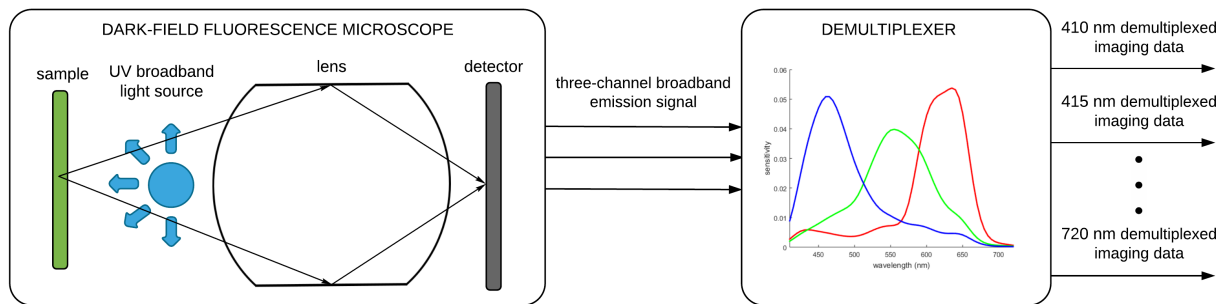 DARK-FIELD FLUORESCENCE MICROSCOPE
sample
UV broadband
light source
lens
detector
three-channel broadband
emission signal
DEMULTIPLEXER
0.06
0.05
0.04
0.03
0.02
0.01
0
sensitivity
450
500
550
600
650
700
wavelength (nm)
410 nm demultiplexed
imaging data
415 nm demultiplexed
imaging data
720 nm demultiplexed
imaging data